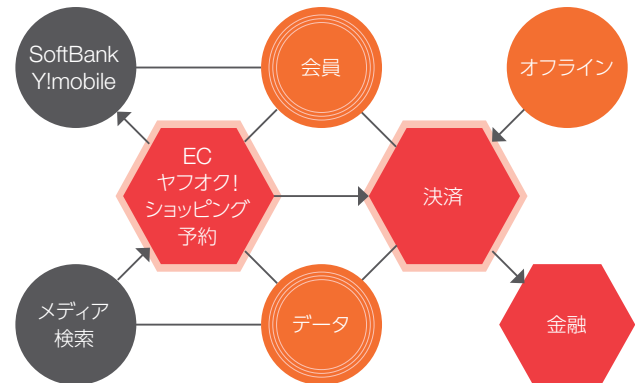 SoftBank
Y!mobile
会員
オフライン
EC
ヤフオク!
ショッピング
予約
決済
メディア
検索
データ
金融